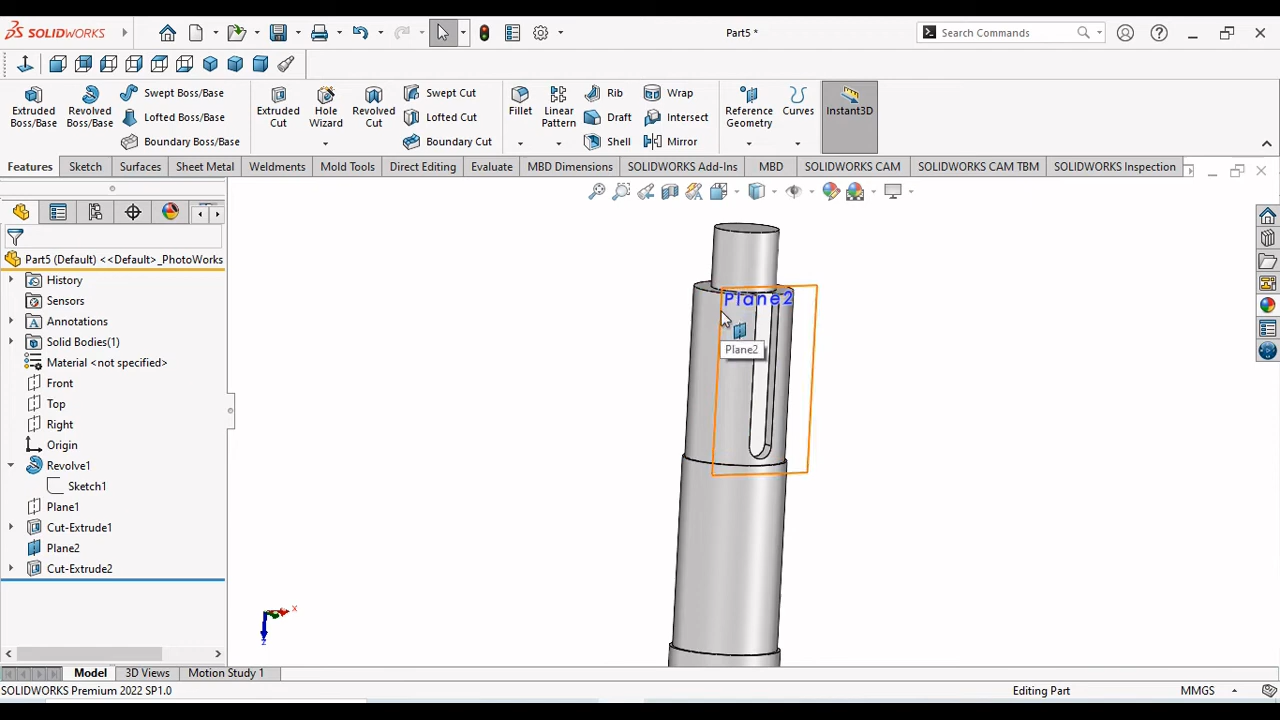 SOLIDWORKS
Part5 *
Search Commands
Extruded Boss/Base
Revolved Boss/Base
Swept Boss/Base
Lofted Boss/Base
Boundary Boss/Base
Extruded Cut
Hole Wizard
Revolved Cut
Swept Cut
Lofted Cut
Boundary Cut
Fillet
Linear Pattern
Rib
Draft
Shell
Wrap
Intersect
Mirror
Reference Geometry
Curves
Instant3D
Features
Sketch
Surfaces
Sheet Metal
Weldments
Mold Tools
Direct Editing
Evaluate
MBD Dimensions
SOLIDWORKS Add-Ins
MBD
SOLIDWORKS CAM
SOLIDWORKS CAM TBM
SOLIDWORKS Inspection
Part5 (Default) <<Default>_PhotoWorks
History
Sensors
Annotations
Solid Bodies(1)
Material <not specified>
Front
Top
Right
Origin
Revolve1
Sketch1
Plane1
Cut-Extrude1
Plane2
Cut-Extrude2
Plane2
Plane2
x
z
Model
3D Views
Motion Study 1
SOLIDWORKS Premium 2022 SP1.0
Editing Part
MMGS